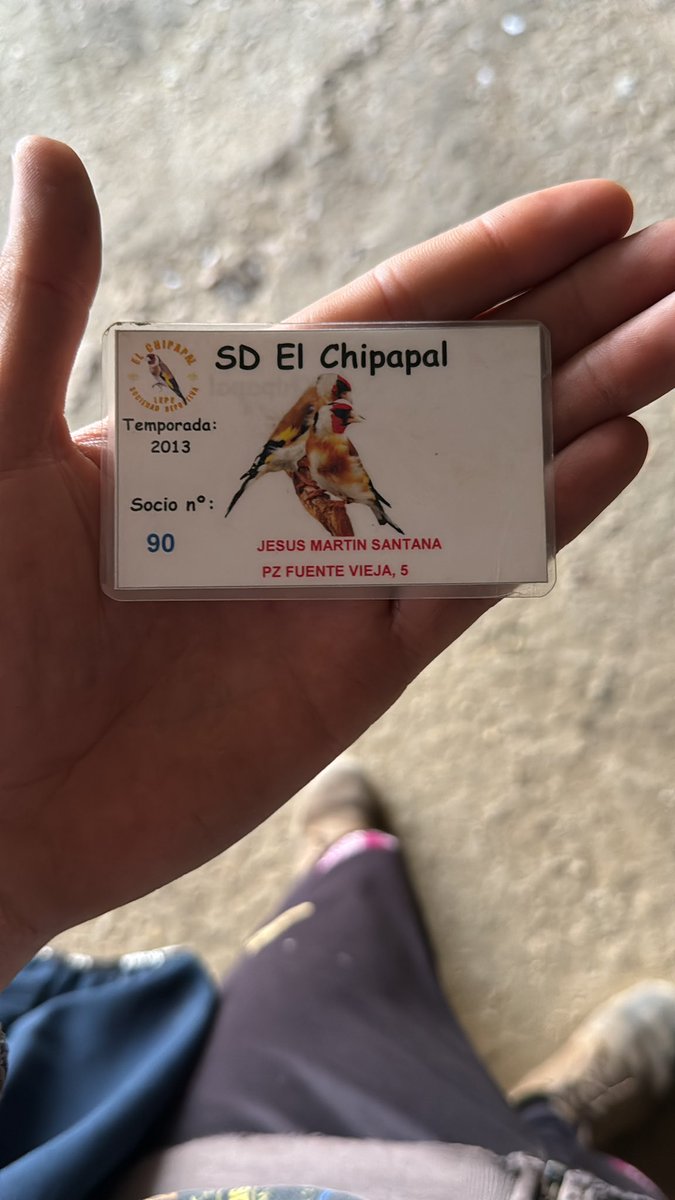 SD El Chipapal
EL CHIPAPAL
LEPE
SOCIEDAD DEPORTIVA
Temporada:
2013
Socio nº:
90
JESUS MARTIN SANTANA
PZ FUENTE VIEJA, 5